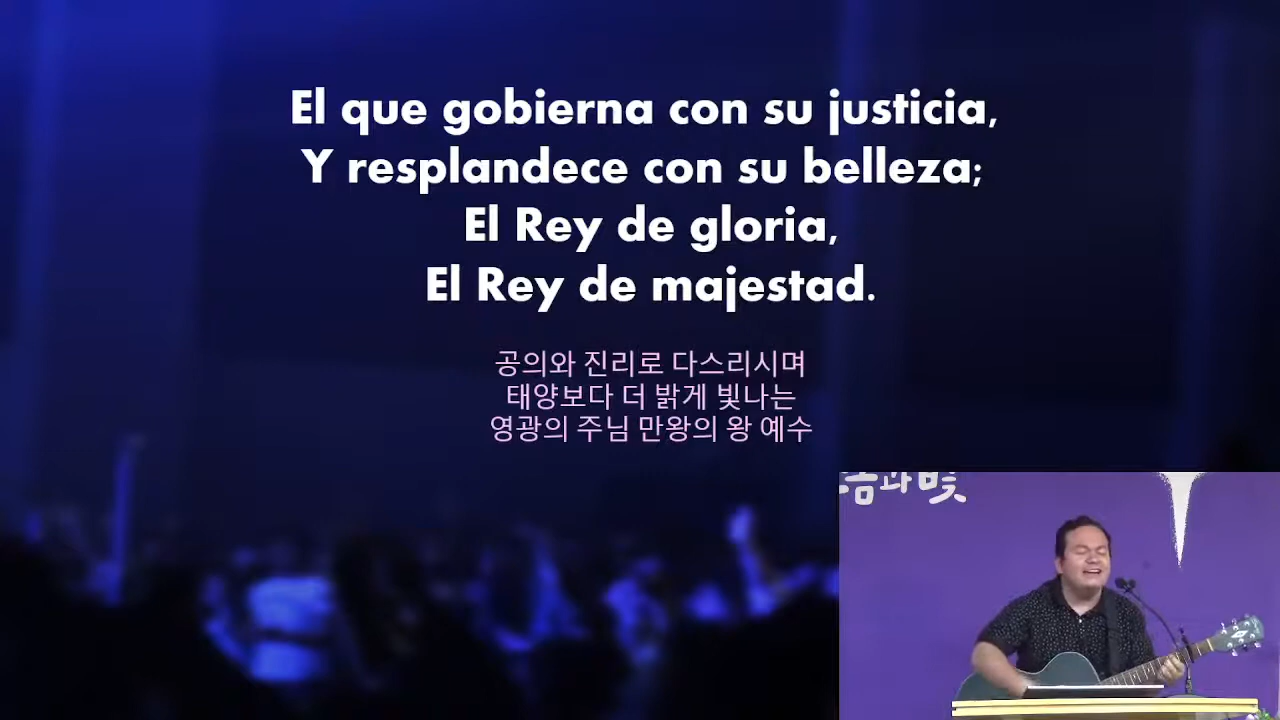 El que gobierna con su justicia,
Y resplandece con su belleza;
El Rey de gloria,
El Rey de majestad.
공의와 진리로 다스리시며
태양보다 더 밝게 빛나는
영광의 주님 만왕의 왕 예수